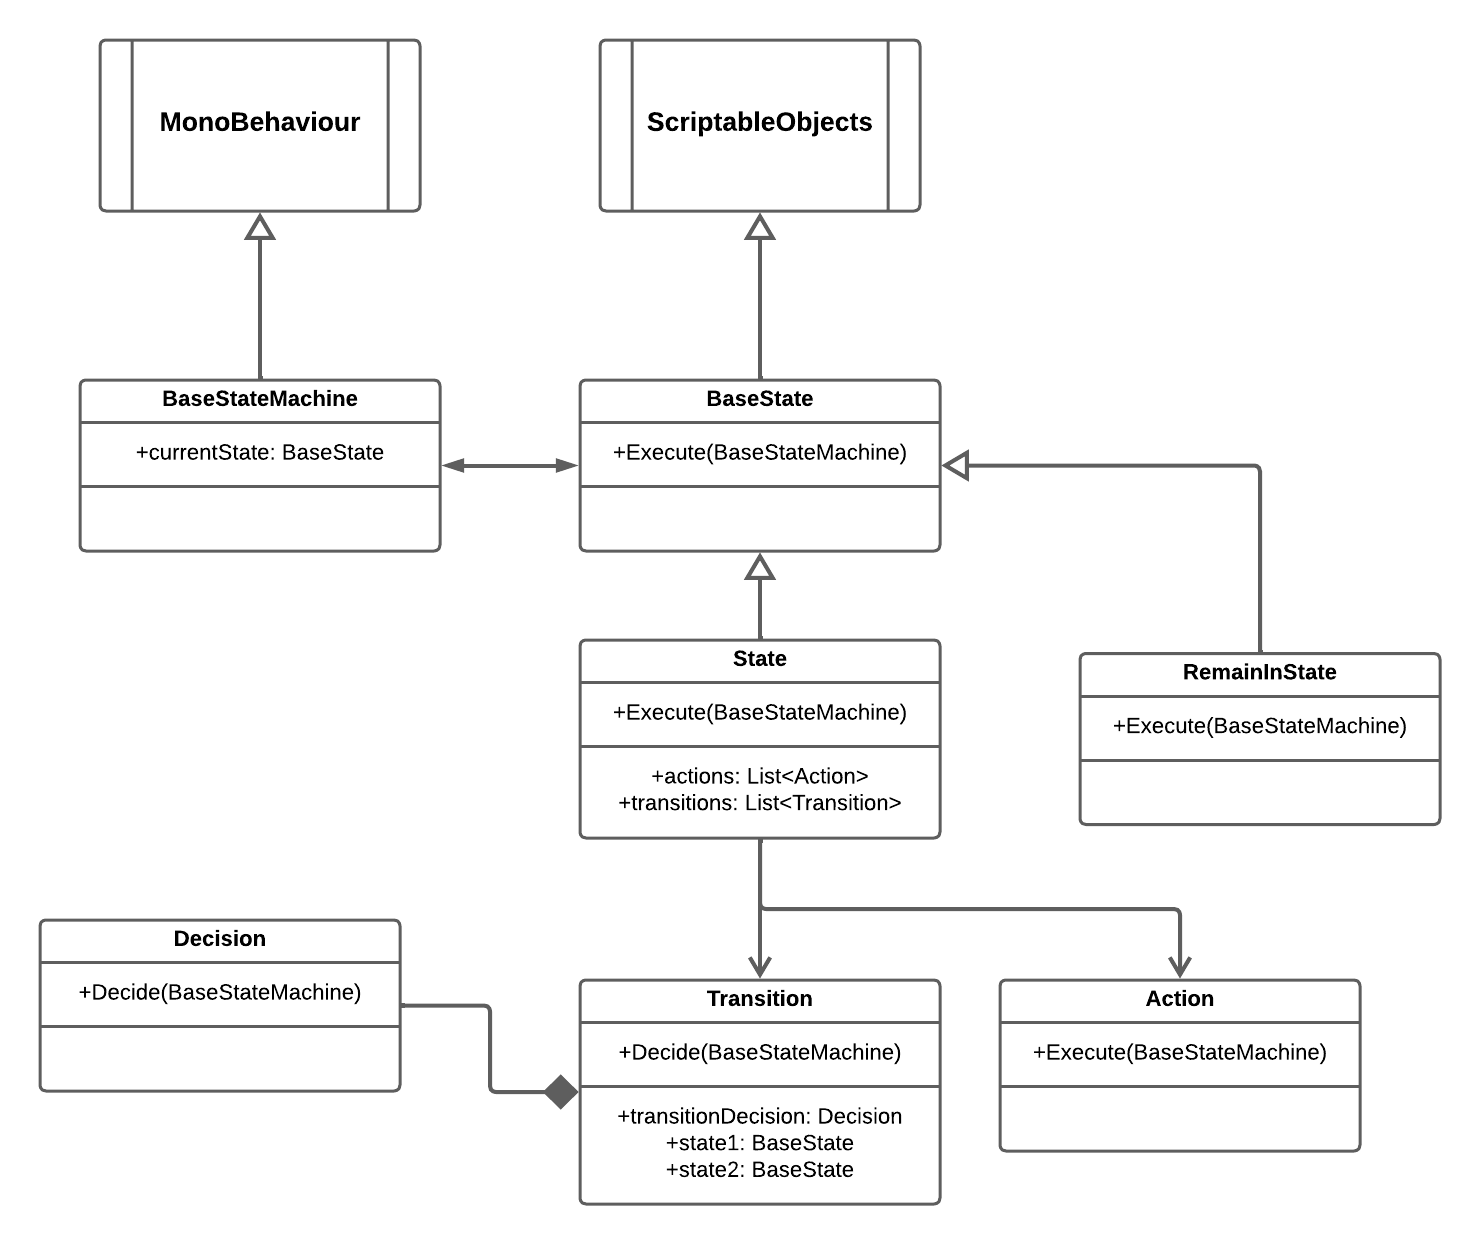 MonoBehaviour
ScriptableObjects
BaseStateMachine
+currentState: BaseState
BaseState
+Execute(BaseStateMachine)
State
+Execute(BaseStateMachine)
+actions: List<Action>
+transitions: List<Transition>
RemainInState
+Execute(BaseStateMachine)
Decision
+Decide(BaseStateMachine)
Transition
+Decide(BaseStateMachine)
+transitionDecision: Decision
+state1: BaseState
+state2: BaseState
Action
+Execute(BaseStateMachine)